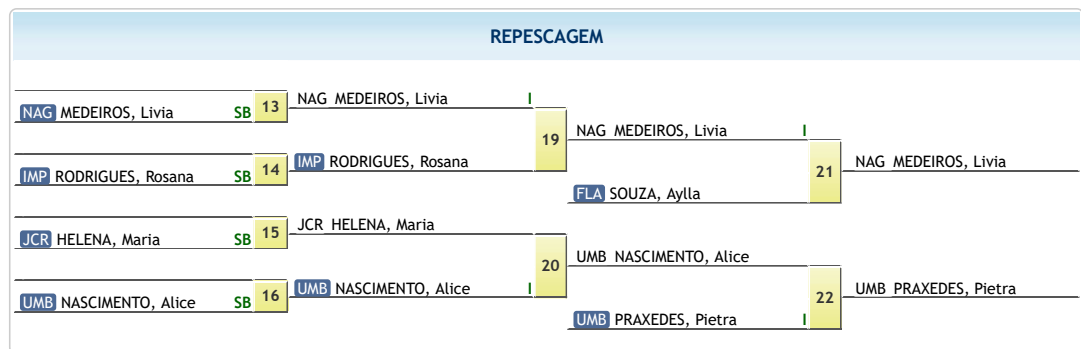 REPESCAGEM
NAG MEDEIROS, Livia SB
13
NAG MEDEIROS, Livia I
IMP RODRIGUES, Rosana SB
14
IMP RODRIGUES, Rosana
19
NAG MEDEIROS, Livia I
FLA SOUZA, Aylla
21
NAG MEDEIROS, Livia
JCR HELENA, Maria SB
15
JCR HELENA, Maria
UMB NASCIMENTO, Alice SB
16
UMB NASCIMENTO, Alice I
20
UMB NASCIMENTO, Alice
UMB PRAXEDES, Pietra I
22
UMB PRAXEDES, Pietra